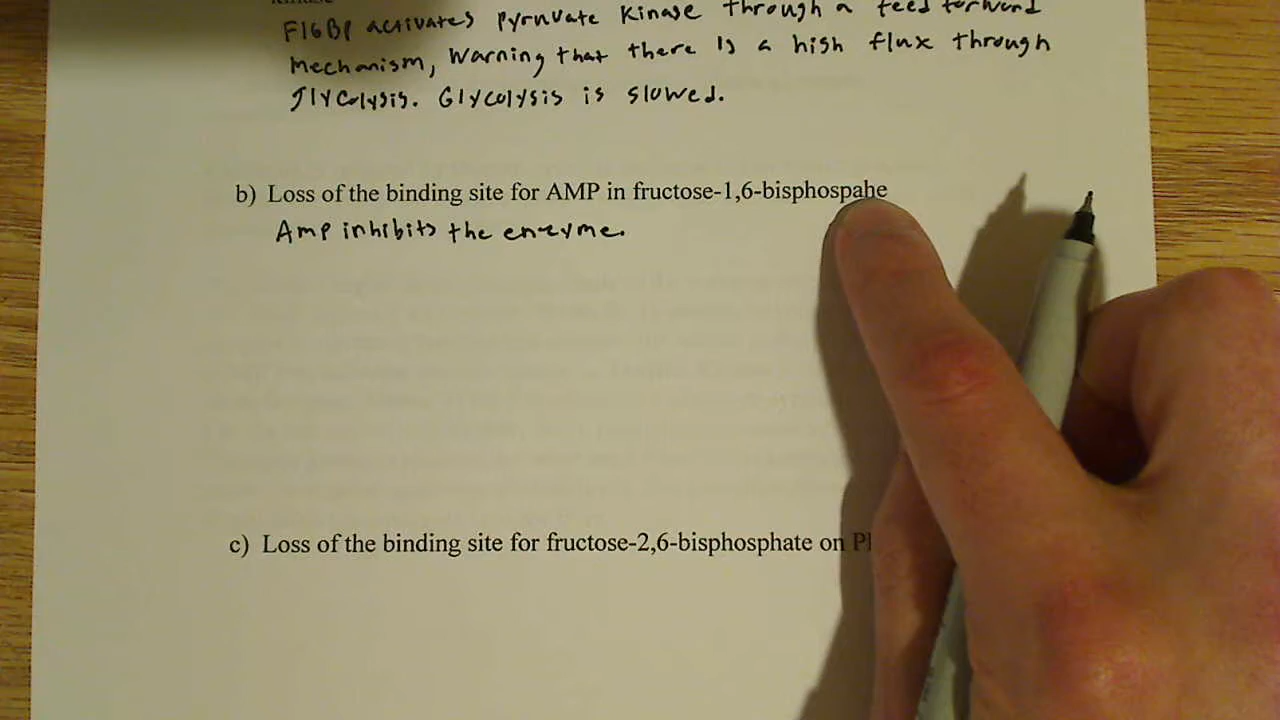 F16BP activates pyruvate kinase through a feed forward
mechanism, warning that there is a high flux through
glycolysis. Glycolysis is slowed.
b) Loss of the binding site for AMP in fructose-1,6-bisphospahe
Amp inhibits the enzyme.
c) Loss of the binding site for fructose-2,6-bisphosphate on